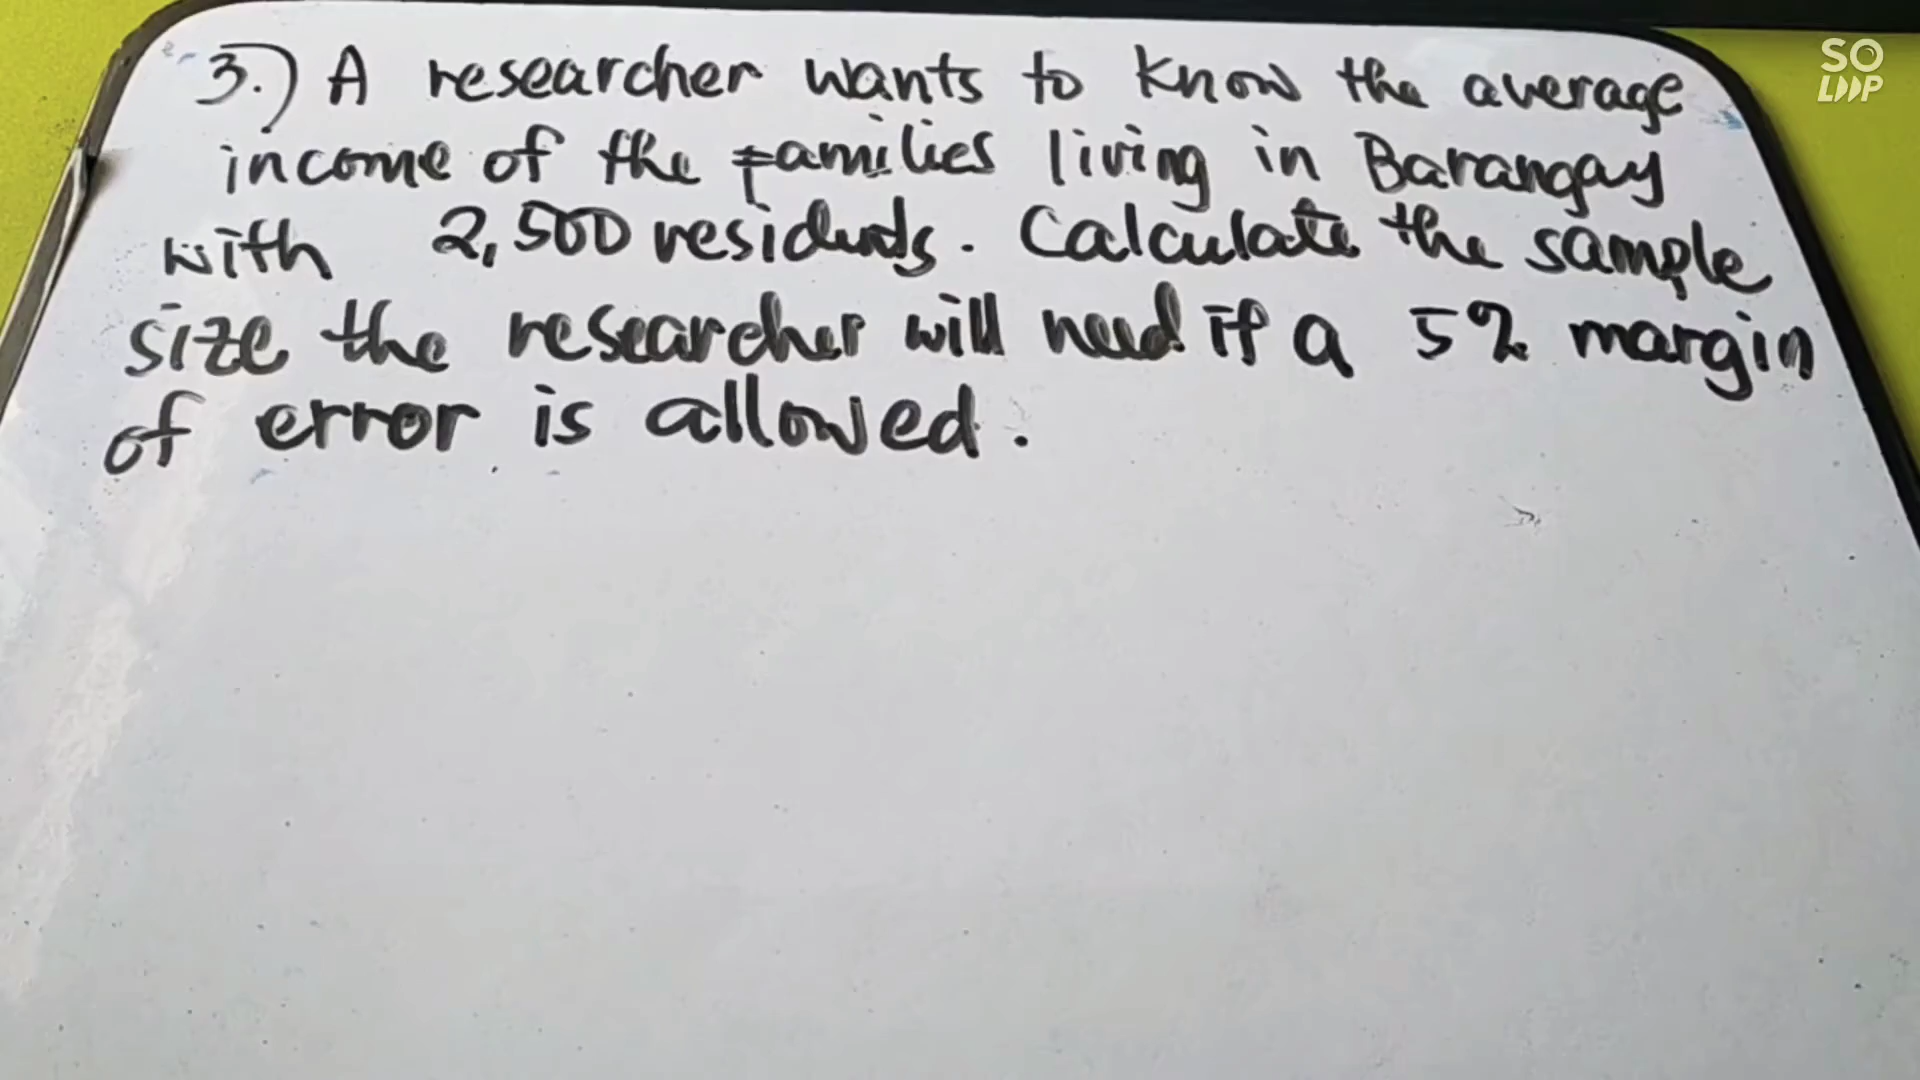 3.) A researcher wants to know the average
income of the families living in Barangay
with 2,500 residents. Calculate the sample
size the researcher will need if a 5% margin
of error is allowed.
SO
LOOP